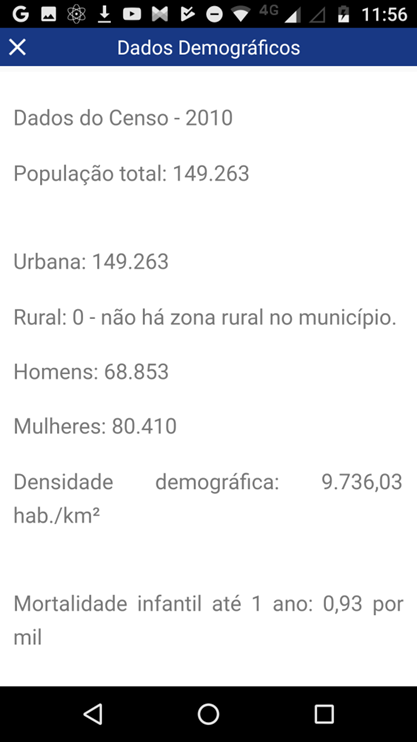 4G 11:56
Dados Demográficos
Dados do Censo - 2010
População total: 149.263
Urbana: 149.263
Rural: 0 - não há zona rural no município.
Homens: 68.853
Mulheres: 80.410
Densidade demográfica: 9.736,03
hab./km²
Mortalidade infantil até 1 ano: 0,93 por
mil